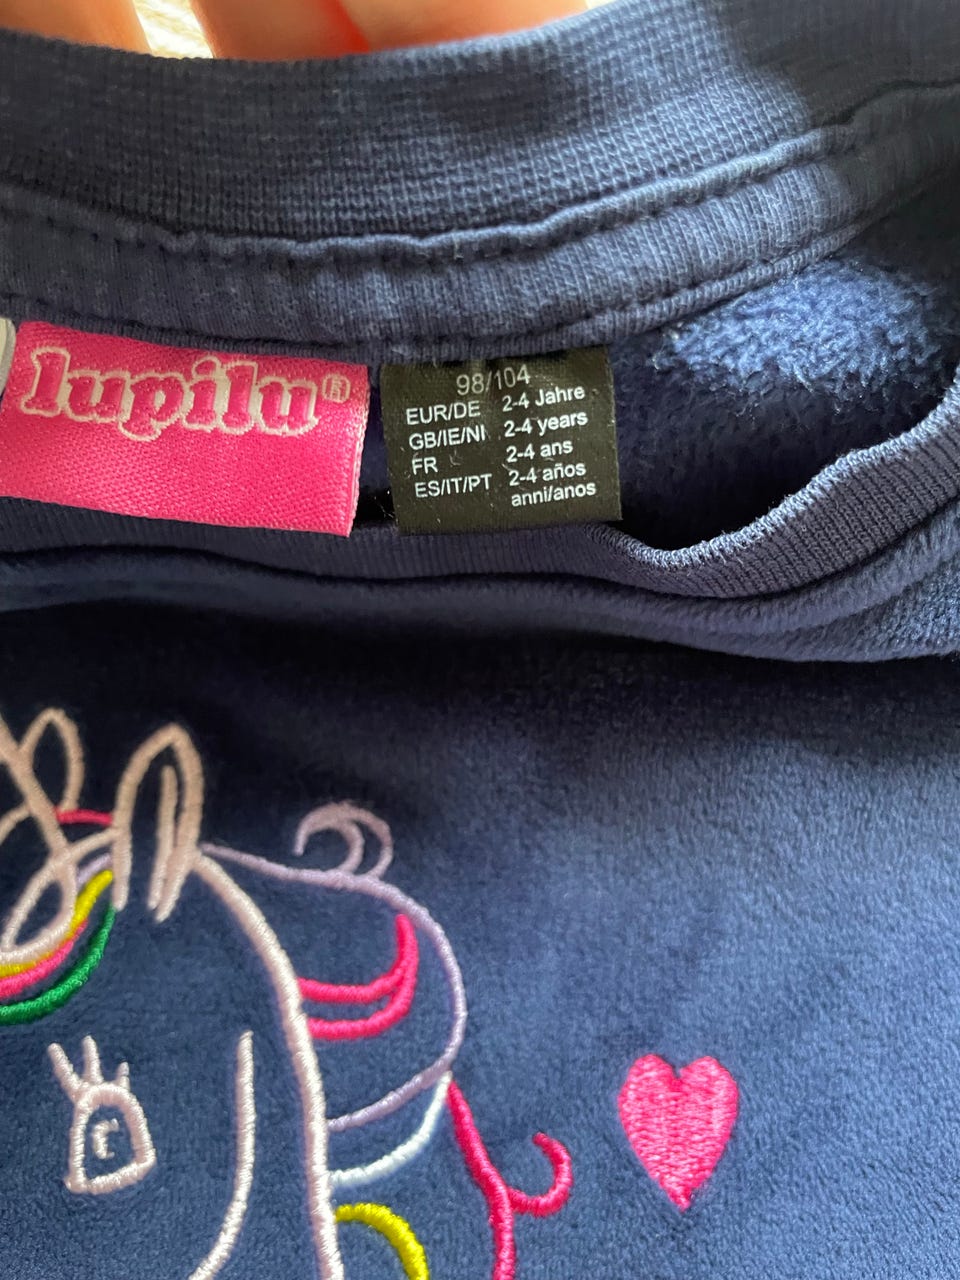 lupilu®
98/104
EUR/DE 2-4 Jahre
GB/IE/NI 2-4 years
FR 2-4 ans
ES/IT/PT 2-4 años
anni/anos